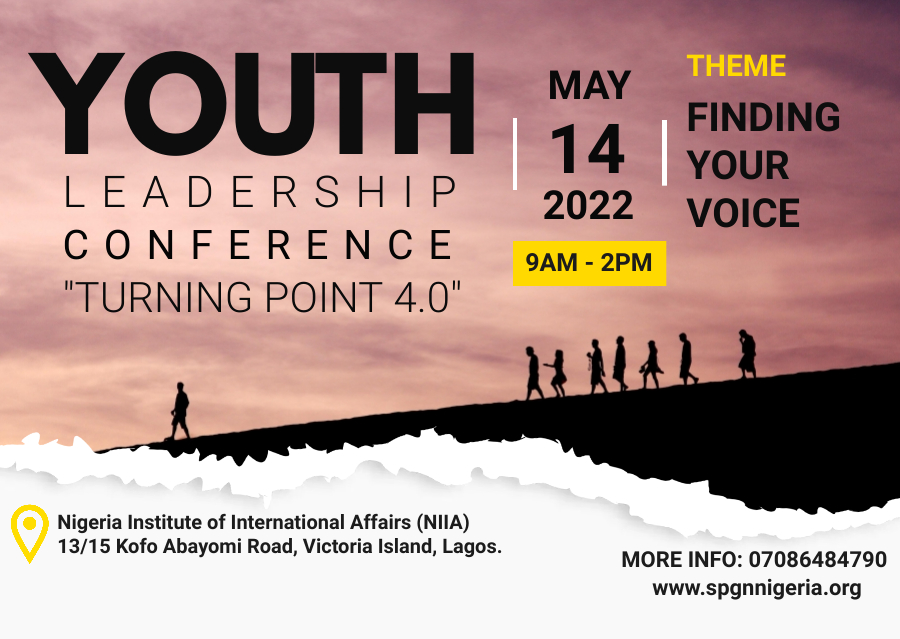 YOUTH
LEADERSHIP
CONFERENCE
"TURNING POINT 4.0"
MAY
14
2022
9AM - 2PM
THEME
FINDING
YOUR
VOICE
Nigeria Institute of International Affairs (NIIA)
13/15 Kofo Abayomi Road, Victoria Island, Lagos.
MORE INFO: 07086484790
www.spgnnigeria.org